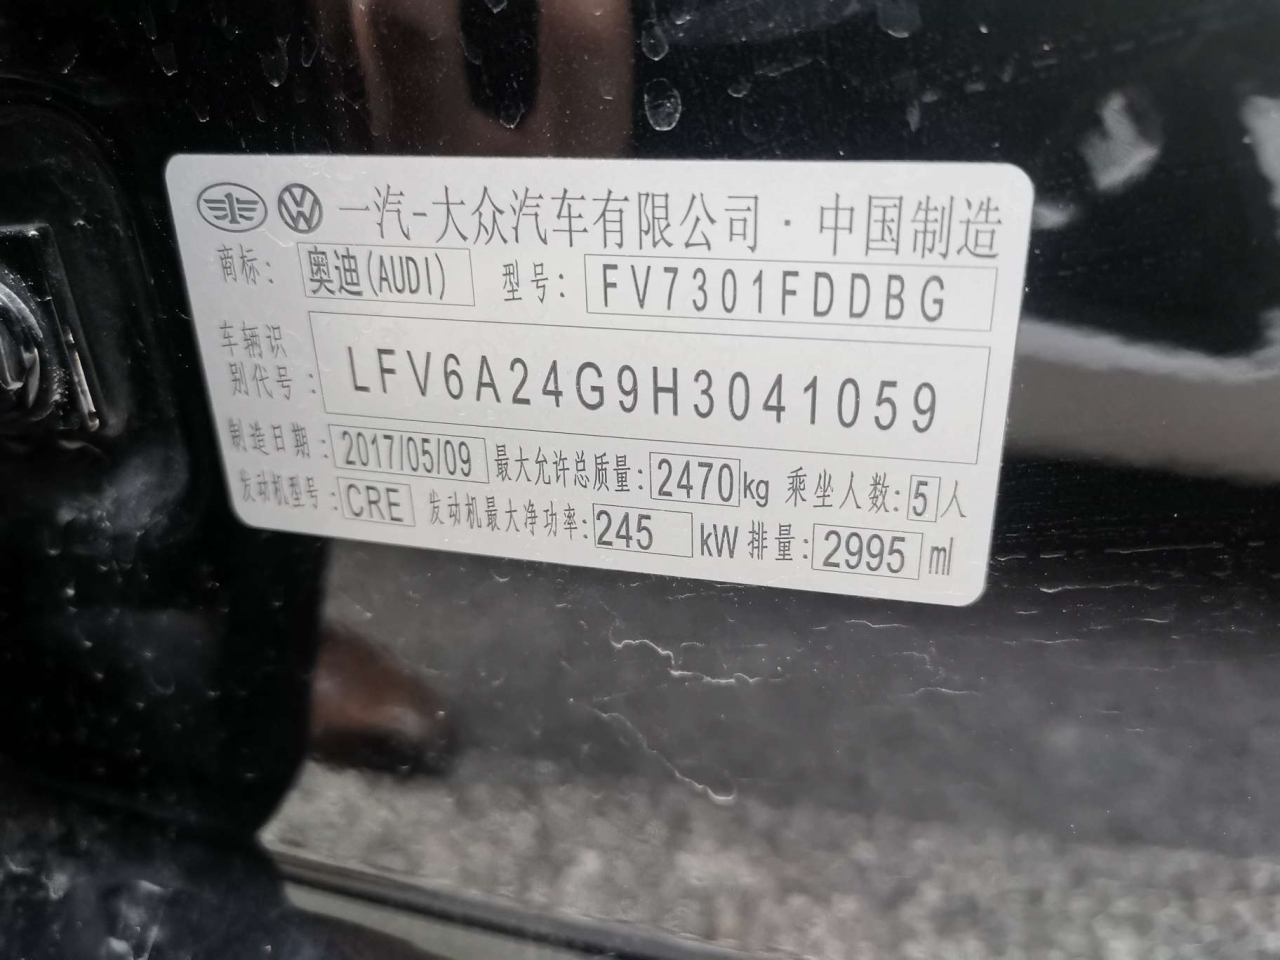 一汽-大众汽车有限公司·中国制造
商标: 奥迪(AUDI) 型号: FV7301FDDBG
车辆识
别代号: LFV6A24G9H3041059
制造日期: 2017/05/09 最大允许总质量: 2470kg 乘坐人数: 5人
发动机型号: CRE 发动机最大净功率: 245 kW 排量: 2995 ml